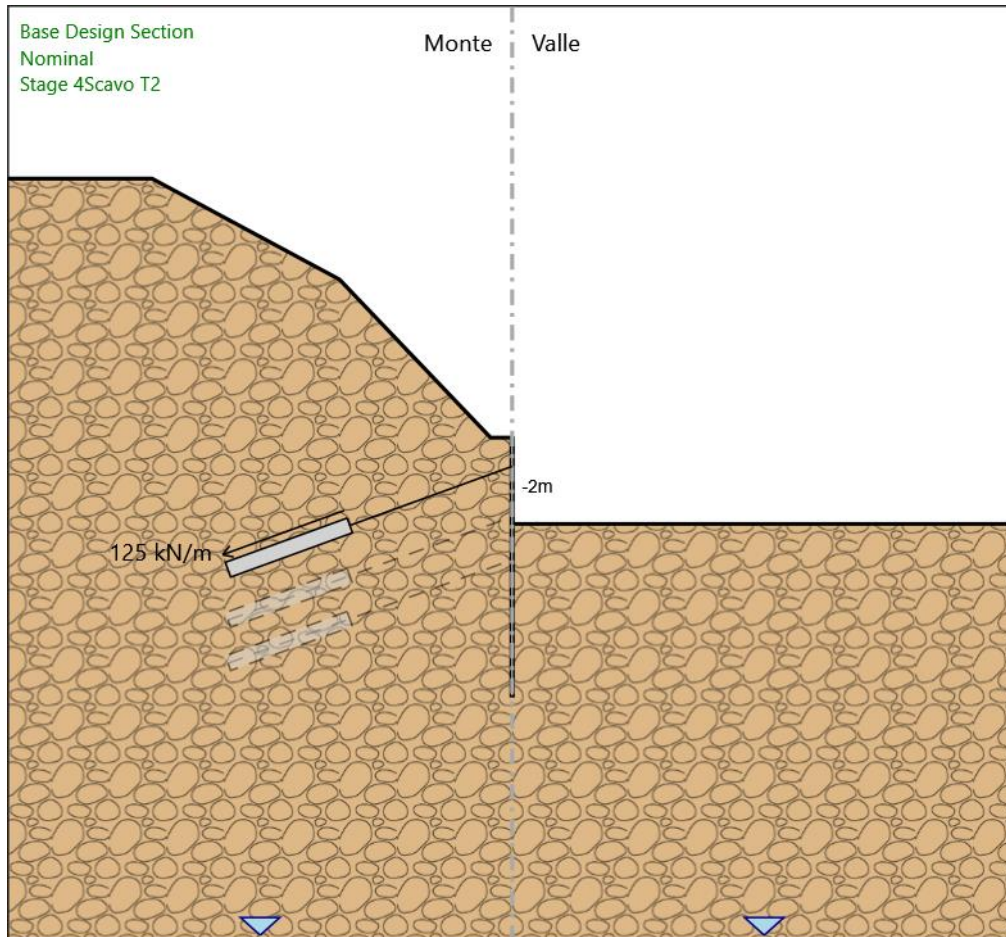 Base Design Section
Nominal
Stage 4Scavo T2
Monte
Valle
-2m
125 kN/m